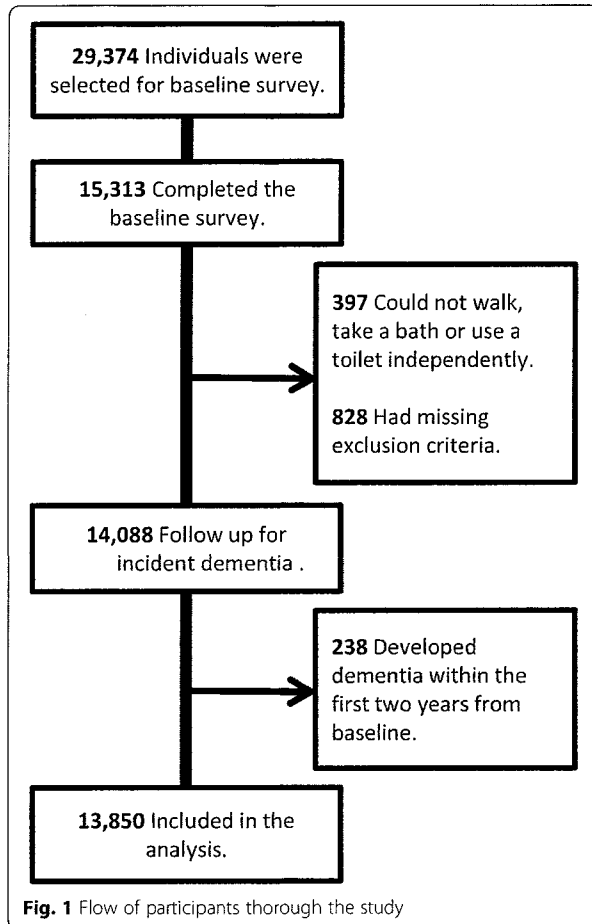 29,374 Individuals were
selected for baseline survey.
15,313 Completed the
baseline survey.
397 Could not walk,
take a bath or use a
toilet independently.
828 Had missing
exclusion criteria.
14,088 Follow up for
incident dementia .
238 Developed
dementia within the
first two years from
baseline.
13,850 Included in the
analysis.
Fig. 1 Flow of participants thorough the study